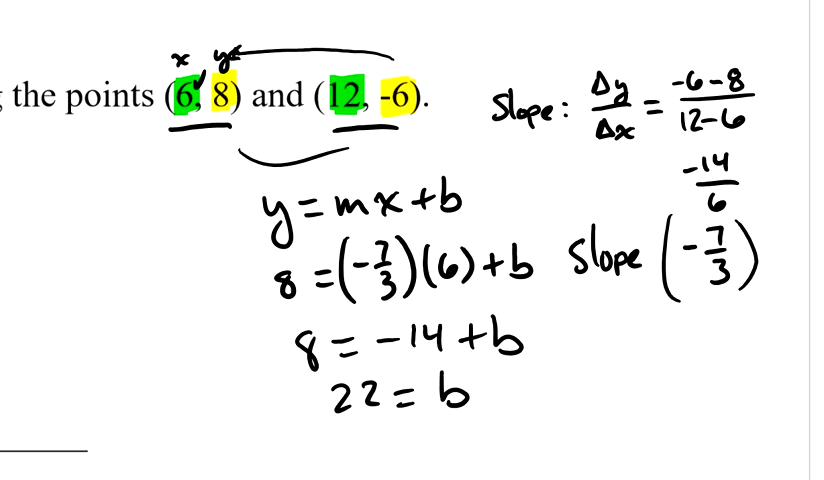 x y
the points (6, 8) and (12, -6).
Slope: Δy/Δx = -6-8/12-6
-14/6
y = mx + b
8 = (-7/3)(6) + b
slope (-7/3)
8 = -14 + b
22 = b